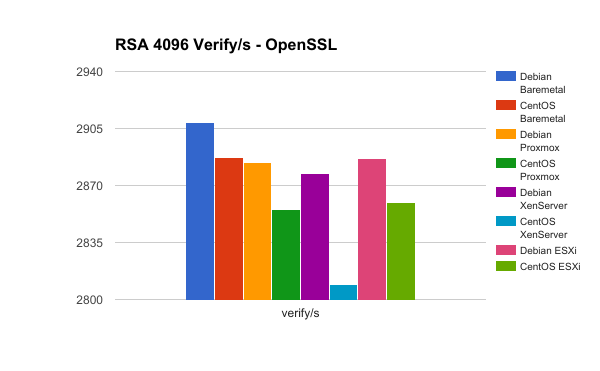 RSA 4096 Verify/s - OpenSSL
2940
2905
2870
2835
2800
verify/s
Debian
Baremetal
CentOS
Baremetal
Debian
Proxmox
CentOS
Proxmox
Debian
XenServer
CentOS
XenServer
Debian ESXi
CentOS ESXi